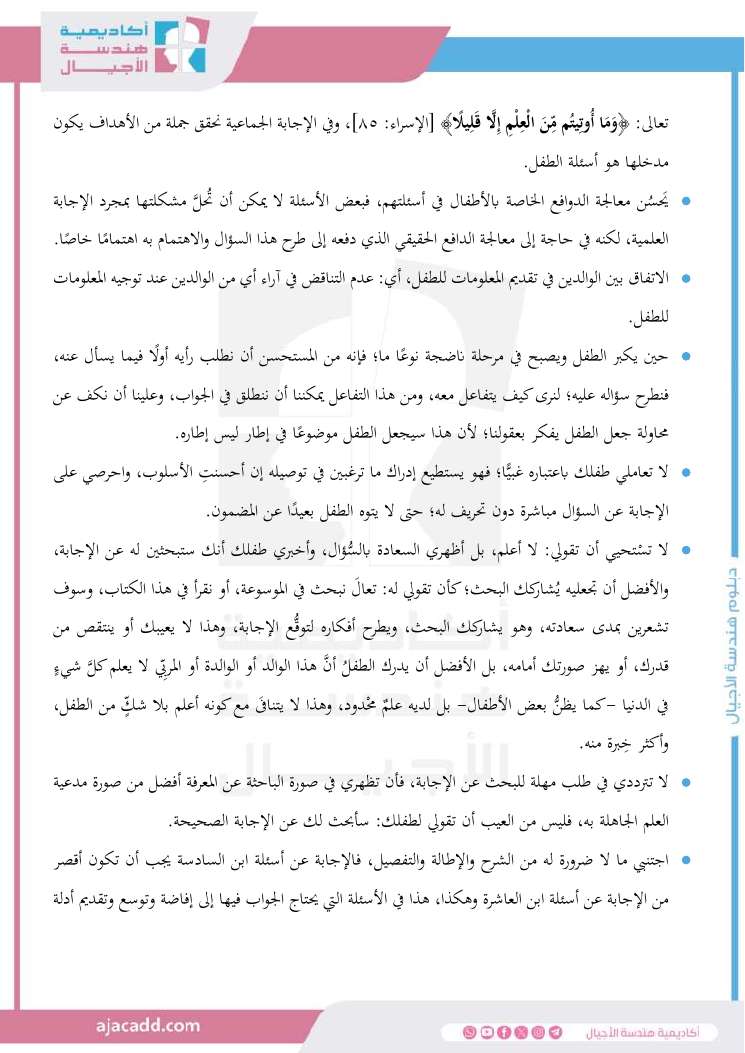 أكاديمية
هندسة
الأجيال
تعالى: ﴿وَمَا أُوتِيتُم مِّنَ الْعِلْمِ إِلَّا قَلِيلًا﴾ [الإسراء: ٨٥]، وفي الإجابة الجماعية نحقق جملة من الأهداف يكون
مدخلها هو أسئلة الطفل.
• يَحسُن معالجة الدوافع الخاصة بالأطفال في أسئلتهم، فبعض الأسئلة لا يمكن أن تُحلَّ مشكلتها بمجرد الإجابة
العلمية، لكنه في حاجة إلى معالجة الدافع الحقيقي الذي دفعه إلى طرح هذا السؤال والاهتمام به اهتمامًا خاصًا.
• الاتفاق بين الوالدين في تقديم المعلومات للطفل، أي: عدم التناقض في آراء أي من الوالدين عند توجيه المعلومات
للطفل.
• حين يكبر الطفل ويصبح في مرحلة ناضجة نوعًا ما؛ فإنه من المستحسن أن نطلب رأيه أولًا فيما يسأل عنه،
فنطرح سؤاله عليه؛ لنرى كيف يتفاعل معه، ومن هذا التفاعل يمكننا أن ننطلق في الجواب، وعلينا أن نكف عن
محاولة جعل الطفل يفكر بعقولنا؛ لأن هذا سيجعل الطفل موضوعًا في إطار ليس إطاره.
• لا تعاملي طفلك باعتباره غبيًّا؛ فهو يستطيع إدراك ما ترغبين في توصيله إن أحسنتِ الأسلوب، واحرصي على
الإجابة عن السؤال مباشرة دون تحريف له؛ حتى لا يتوه الطفل بعيدًا عن المضمون.
• لا تسْتحيي أن تقولي: لا أعلم، بل أظهري السعادة بالسُّؤال، وأخبري طفلك أنك ستبحثين له عن الإجابة،
والأفضل أن تجعليه يُشاركك البحث؛ كأن تقولي له: تعالَ نبحث في الموسوعة، أو نقرأ في هذا الكتاب، وسوف
تشعرين بمدى سعادته، وهو يشاركك البحث، ويطرح أفكاره لتوقُّع الإجابة، وهذا لا يعيبك أو ينتقص من
قدرك، أو يهز صورتك أمامه، بل الأفضل أن يدرك الطفلُ أنَّ هذا الوالد أو الوالدة أو المربِّي لا يعلم كلَّ شيءٍ
في الدنيا –كما يظنُّ بعض الأطفال– بل لديه علمٌ محْدود، وهذا لا يتنافى مع كونه أعلم بلا شكٍّ من الطفل،
وأكثر خِبرة منه.
• لا تترددي في طلب مهلة للبحث عن الإجابة، فأن تظهري في صورة الباحثة عن المعرفة أفضل من صورة مدعية
العلم الجاهلة به، فليس من العيب أن تقولي لطفلك: سأبحث لك عن الإجابة الصحيحة.
• اجتنبي ما لا ضرورة له من الشرح والإطالة والتفصيل، فالإجابة عن أسئلة ابن السادسة يجب أن تكون أقصر
من الإجابة عن أسئلة ابن العاشرة وهكذا، هذا في الأسئلة التي يحتاج الجواب فيها إلى إفاضة وتوسع وتقديم أدلة
دبلوم هندسة الأجيال
أكاديمية
هندسة
الأجيال
ajacadd.com
أكاديمية هندسة الأجيال